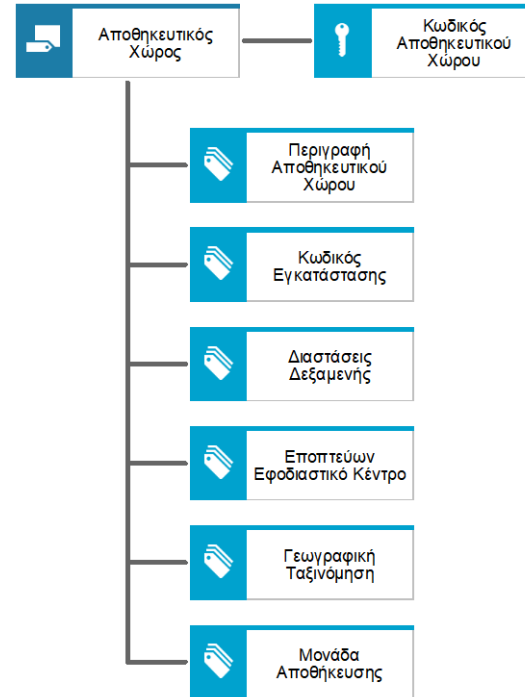 Αποθηκευτικός
Χώρος
Κωδικός
Αποθηκευτικού
Χώρου
Περιγραφή
Αποθηκευτικού
Χώρου
Κωδικός
Εγκατάστασης
Διαστάσεις
Δεξαμενής
Εποπτεύων
Εφοδιαστικό Κέντρο
Γεωγραφική
Ταξινόμηση
Μονάδα
Αποθήκευσης